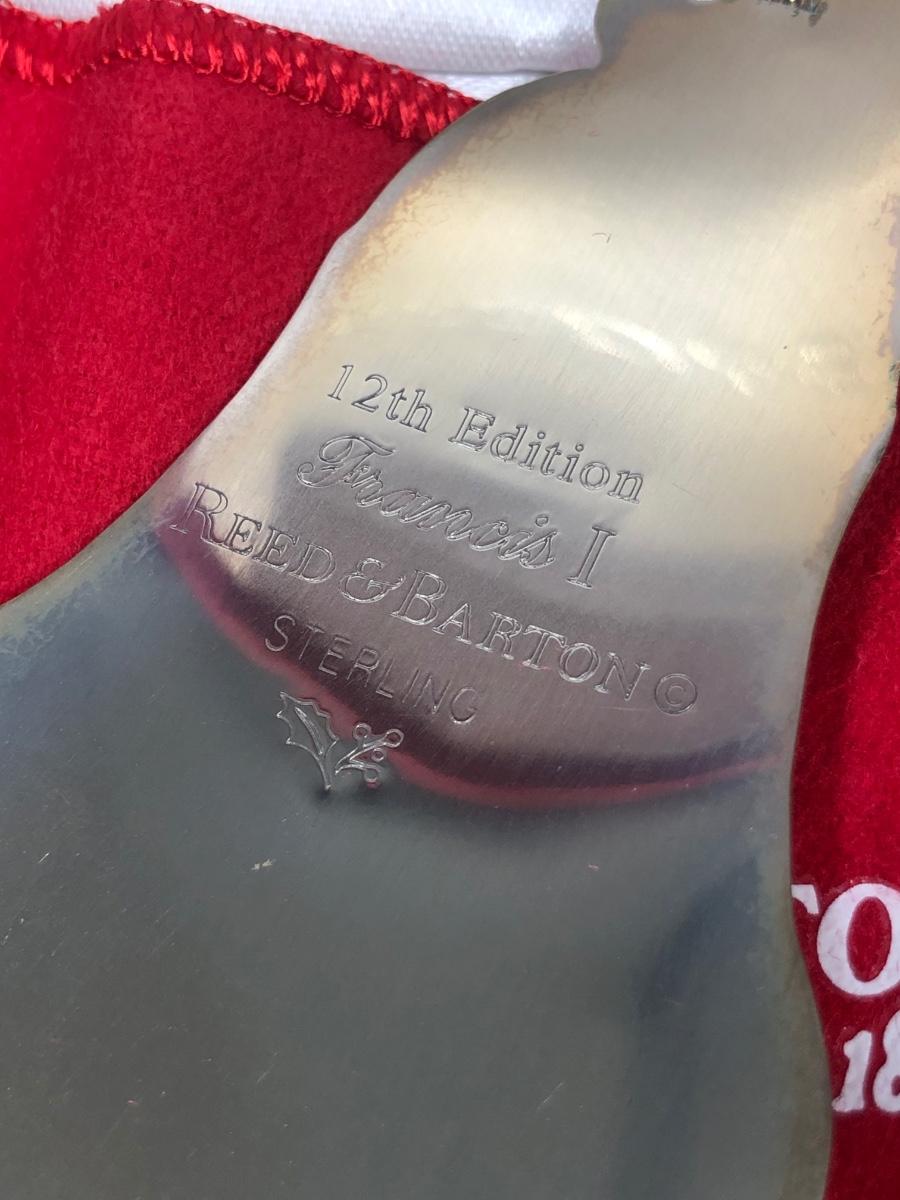 12th Edition
Francis I
REED & BARTON ©
STERLING
TO
18